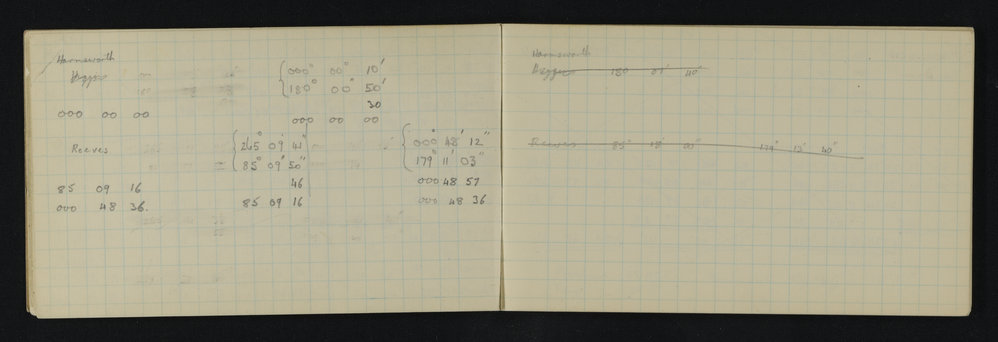 Harmsworth
Beggs
000° 00" 10'
180° 00" 50'
30
000 00 00
000 00 00
Reeves
265° 09' 41"
85° 09' 50"
46
85 09 16
000° 48' 12"
179° 11' 03"
000 48 57
000 48 36
85 09 16
000 48 36.
Harmsworth
180 01' 40"
Reeves 85° 18' 00" 179° 13' 40"